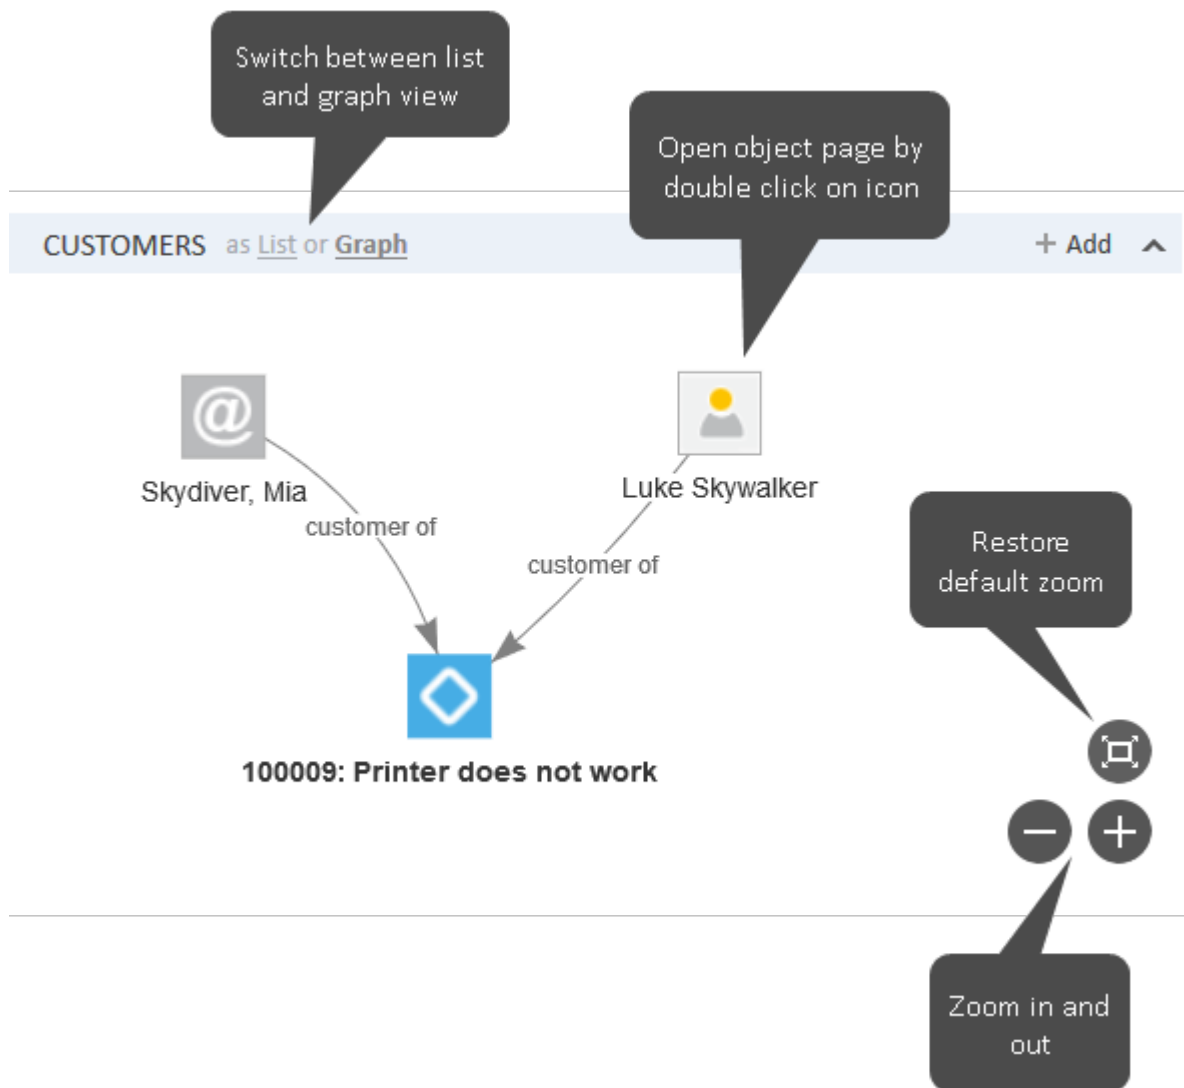 Switch between list
and graph view
Open object page by
double click on icon
CUSTOMERS as List or Graph
+ Add
@
Skydiver, Mia
Luke Skywalker
customer of
customer of
Restore
default zoom
100009: Printer does not work
Zoom in and
out